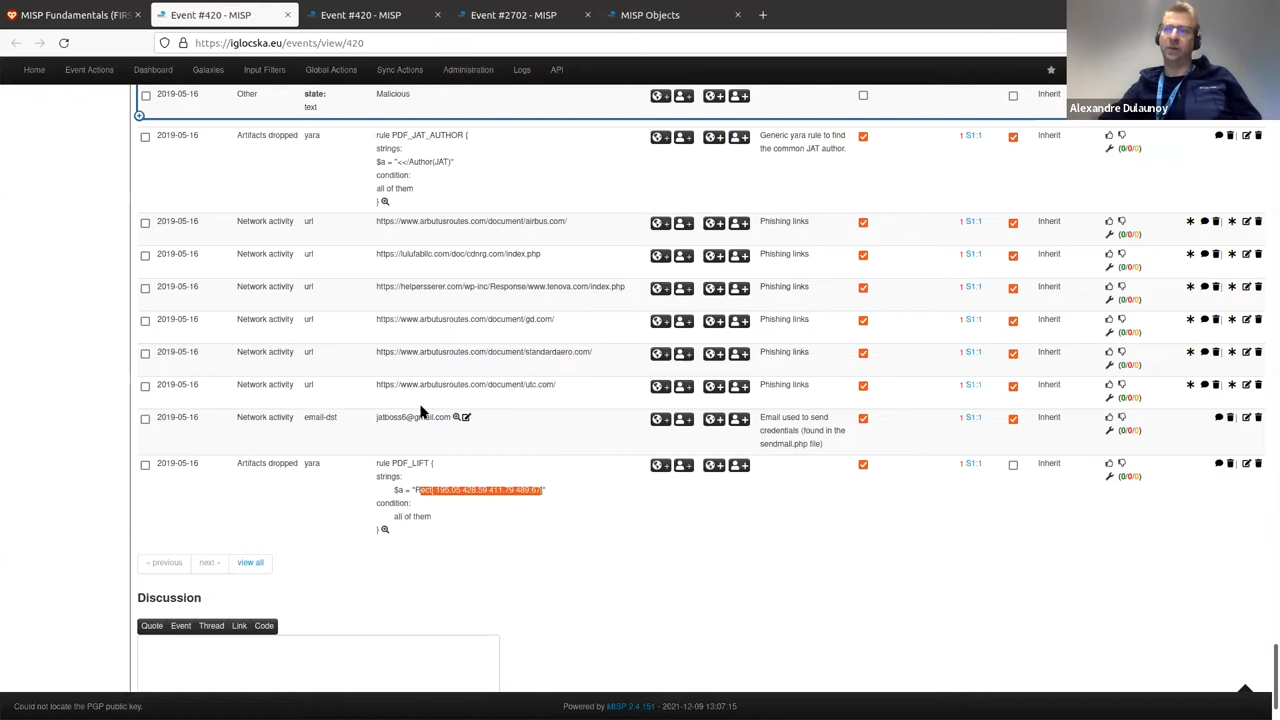 MISP Fundamentals (FIRS
Event #420 - MISP
Event #420 - MISP
Event #2702 - MISP
MISP Objects
https://iglocska.eu/events/view/420
Home Event Actions Dashboard Galaxies Input Filters Global Actions Sync Actions Administration Logs API
Alexandre Dulaunoy
2019-05-16 Other state: Malicious Inherit
text
2019-05-16 Artifacts dropped yara rule PDF_JAT_AUTHOR { Generic yara rule to find 1 S1:1 Inherit
strings: the common JAT author. (0/0/0)
$a = "<</Author(JAT)"
condition:
all of them
}
2019-05-16 Network activity url https://www.arbutusroutes.com/document/airbus.com/ Phishing links 1 S1:1 Inherit
(0/0/0)
2019-05-16 Network activity url https://lulufabllc.com/doc/cdnrg.com/index.php Phishing links 1 S1:1 Inherit
(0/0/0)
2019-05-16 Network activity url https://helpersserer.com/wp-inc/Response/www.tenova.com/index.php Phishing links 1 S1:1 Inherit
(0/0/0)
2019-05-16 Network activity url https://www.arbutusroutes.com/document/gd.com/ Phishing links 1 S1:1 Inherit
(0/0/0)
2019-05-16 Network activity url https://www.arbutusroutes.com/document/standardaero.com/ Phishing links 1 S1:1 Inherit
(0/0/0)
2019-05-16 Network activity url https://www.arbutusroutes.com/document/utc.com/ Phishing links 1 S1:1 Inherit
(0/0/0)
2019-05-16 Network activity email-dst jatboss6@gmail.com Email used to send 1 S1:1 Inherit
credentials (found in the (0/0/0)
sendmail.php file)
2019-05-16 Artifacts dropped yara rule PDF_LIFT { 1 S1:1 Inherit
strings: (0/0/0)
$a = "Rect[ 195.05 428.59 411.79 489.67]"
condition:
all of them
}
« previous next » view all
Discussion
Quote Event Thread Link Code
Could not locate the PGP public key. Powered by MISP 2.4.151 - 2021-12-09 13:07:15